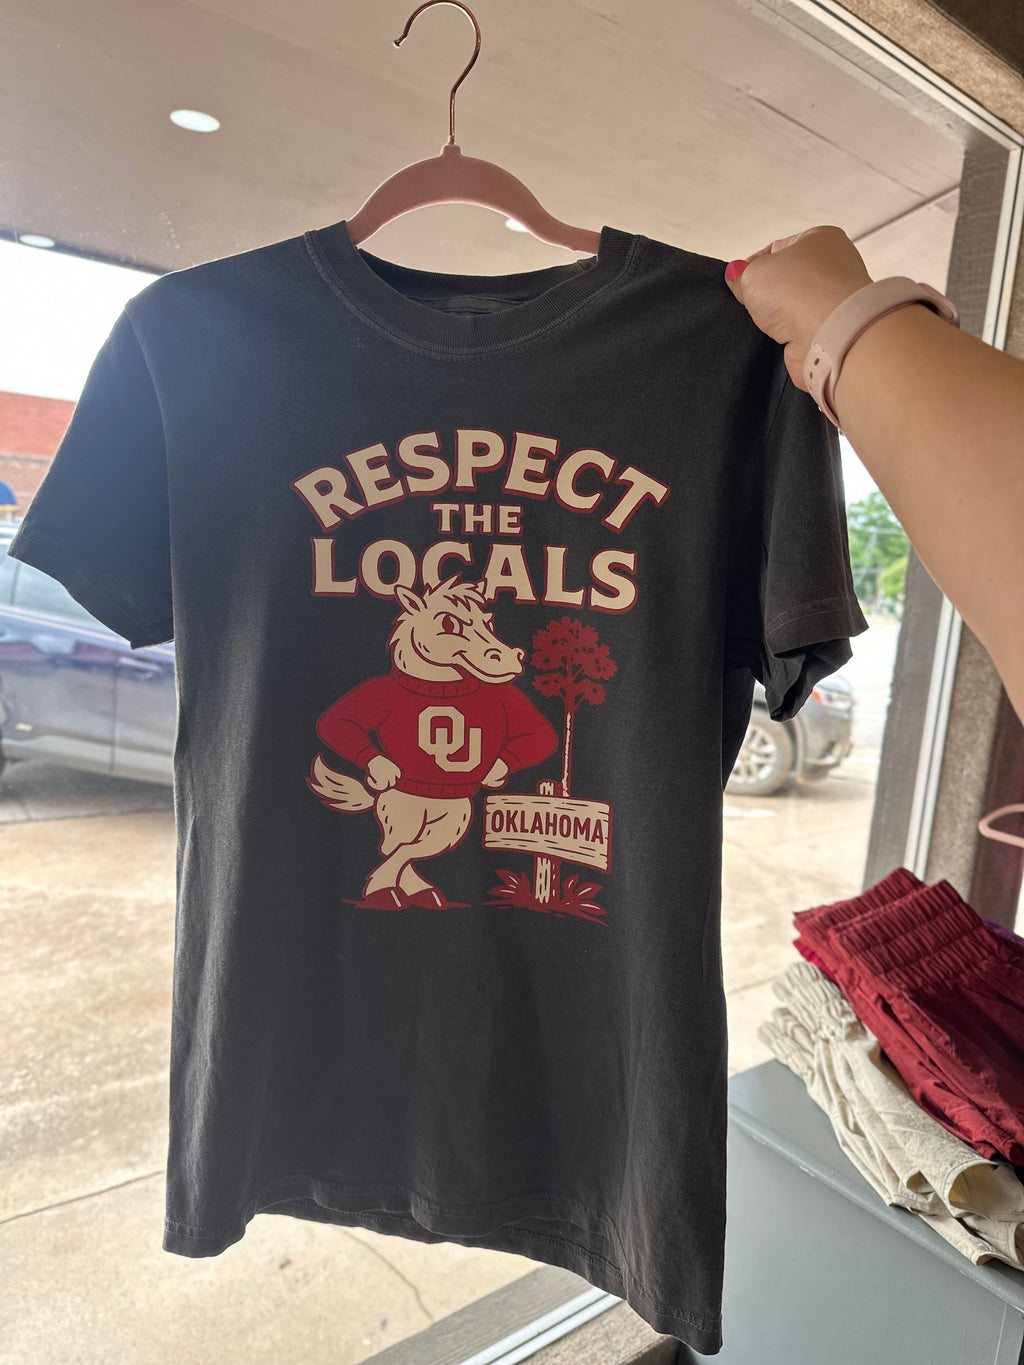 RESPECT
THE
LOCALS
OU
OKLAHOMA